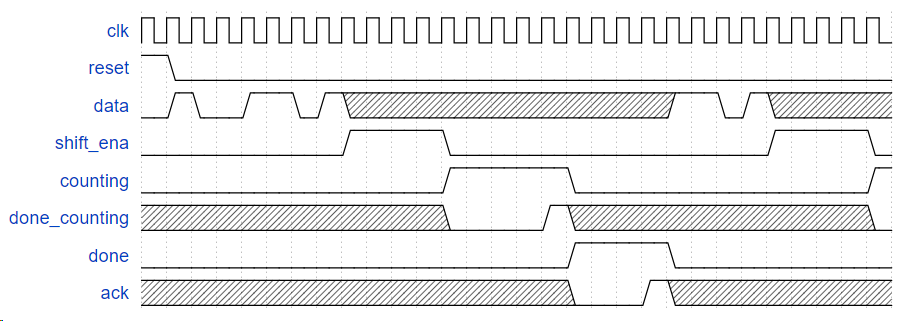 clk
reset
data
shift_ena
counting
done_counting
done
ack